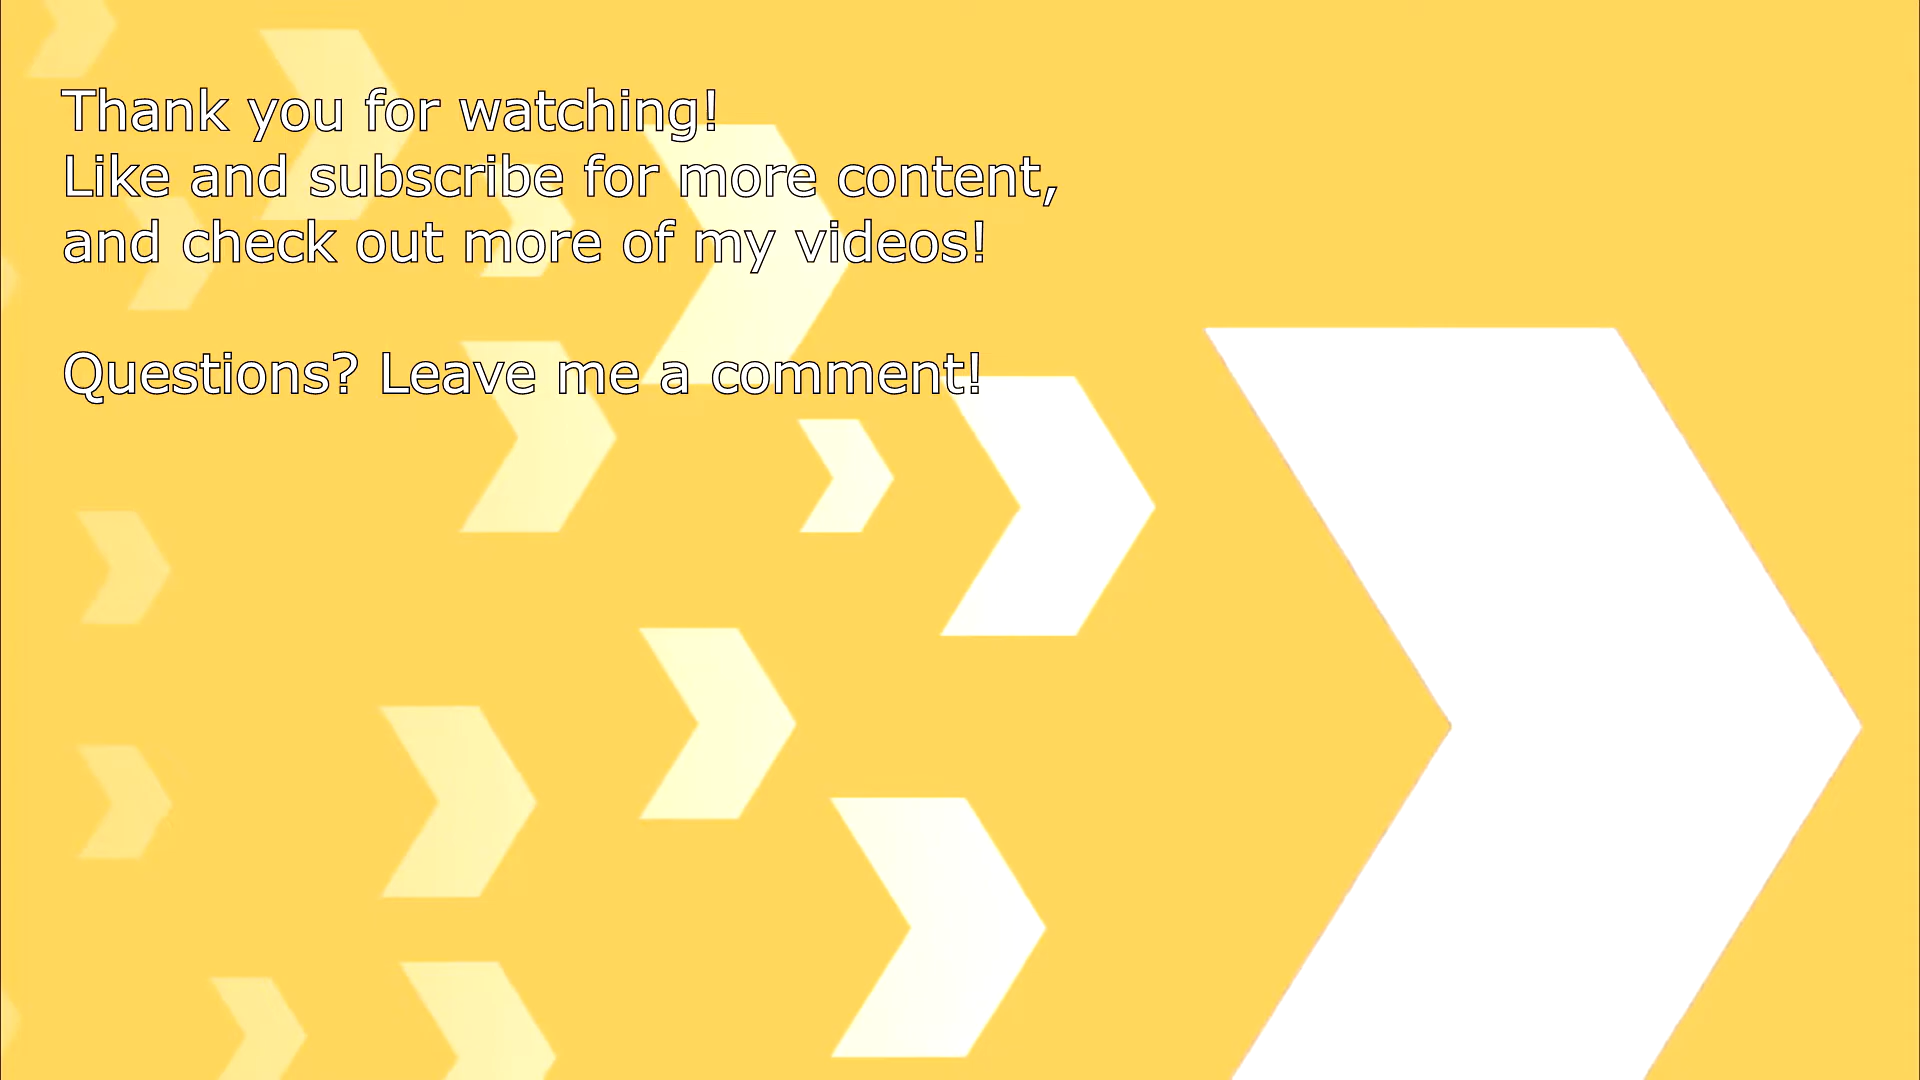 Thank you for watching!
Like and subscribe for more content,
and check out more of my videos!
Questions? Leave me a comment!